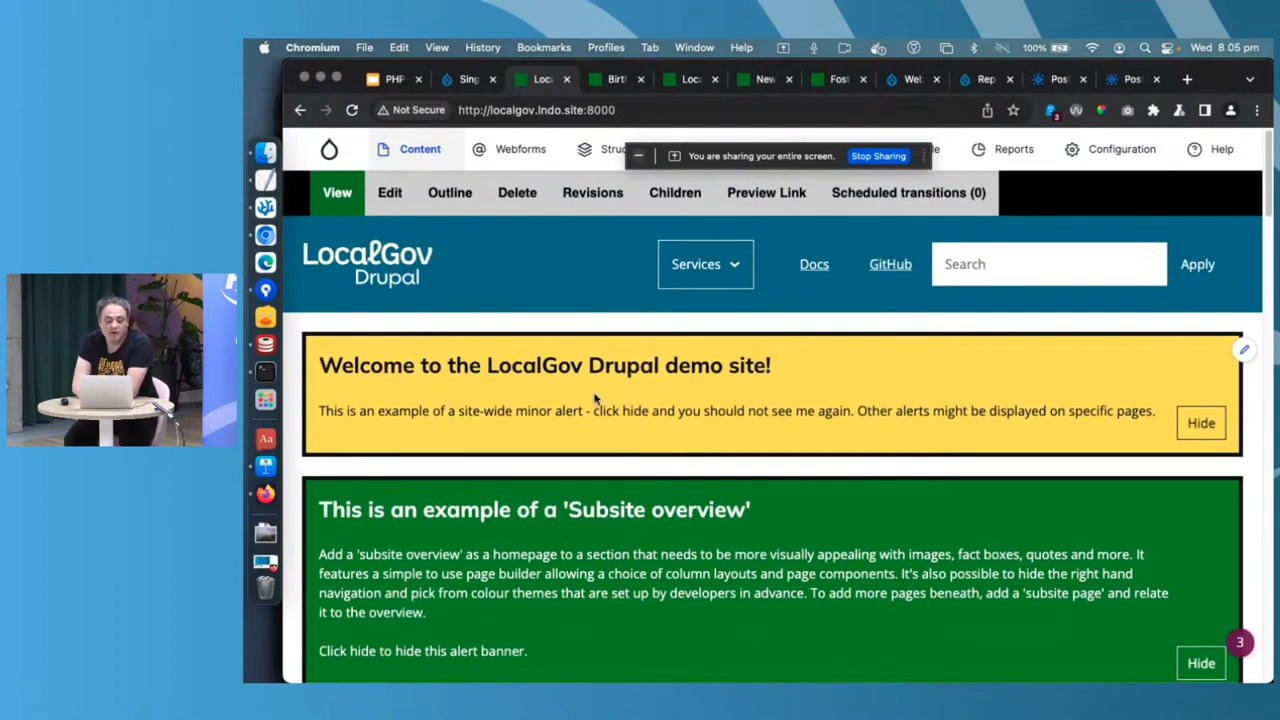 Chromium File Edit View History Bookmarks Profiles Tab Window Help 100% Wed 8.05 pm
PHP Sing Loca Birt Loca New Fost Web Rep Post Post
Not Secure http://localgov.lndo.site:8000 3
Content Webforms Struc Reports Configuration Help
You are sharing your entire screen. Stop Sharing
View Edit Outline Delete Revisions Children Preview Link Scheduled transitions (0)
LocalGov
Drupal
Services Docs GitHub Search Apply
Welcome to the LocalGov Drupal demo site!
This is an example of a site-wide minor alert - click hide and you should not see me again. Other alerts might be displayed on specific pages.
Hide
This is an example of a 'Subsite overview'
Add a 'subsite overview' as a homepage to a section that needs to be more visually appealing with images, fact boxes, quotes and more. It
features a simple to use page builder allowing a choice of column layouts and page components. It's also possible to hide the right hand
navigation and pick from colour themes that are set up by developers in advance. To add more pages beneath, add a 'subsite page' and relate
it to the overview.
3
Click hide to hide this alert banner.
Hide
Aa